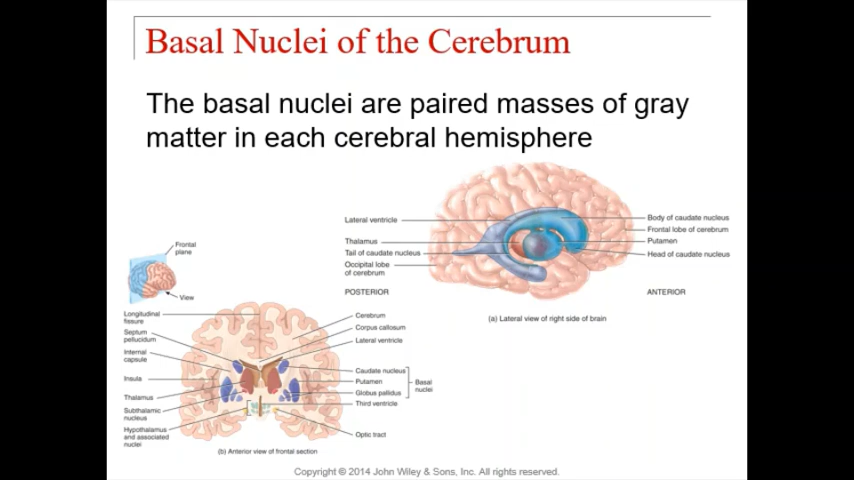 Basal Nuclei of the Cerebrum
The basal nuclei are paired masses of gray
matter in each cerebral hemisphere
Lateral ventricle
Thalamus
Tail of caudate nucleus
Occipital lobe
of cerebrum
POSTERIOR
Body of caudate nucleus
Frontal lobe of cerebrum
Putamen
Head of caudate nucleus
ANTERIOR
(a) Lateral view of right side of brain
Frontal
plane
View
Longitudinal
fissure
Septum
pellucidum
Internal
capsule
Insula
Thalamus
Subthalamic
nucleus
Hypothalamus
and associated
nuclei
Cerebrum
Corpus callosum
Lateral ventricle
Caudate nucleus
Putamen
Globus pallidus
Basal
nuclei
Third ventricle
Optic tract
(b) Anterior view of frontal section
Copyright © 2014 John Wiley & Sons, Inc. All rights reserved.